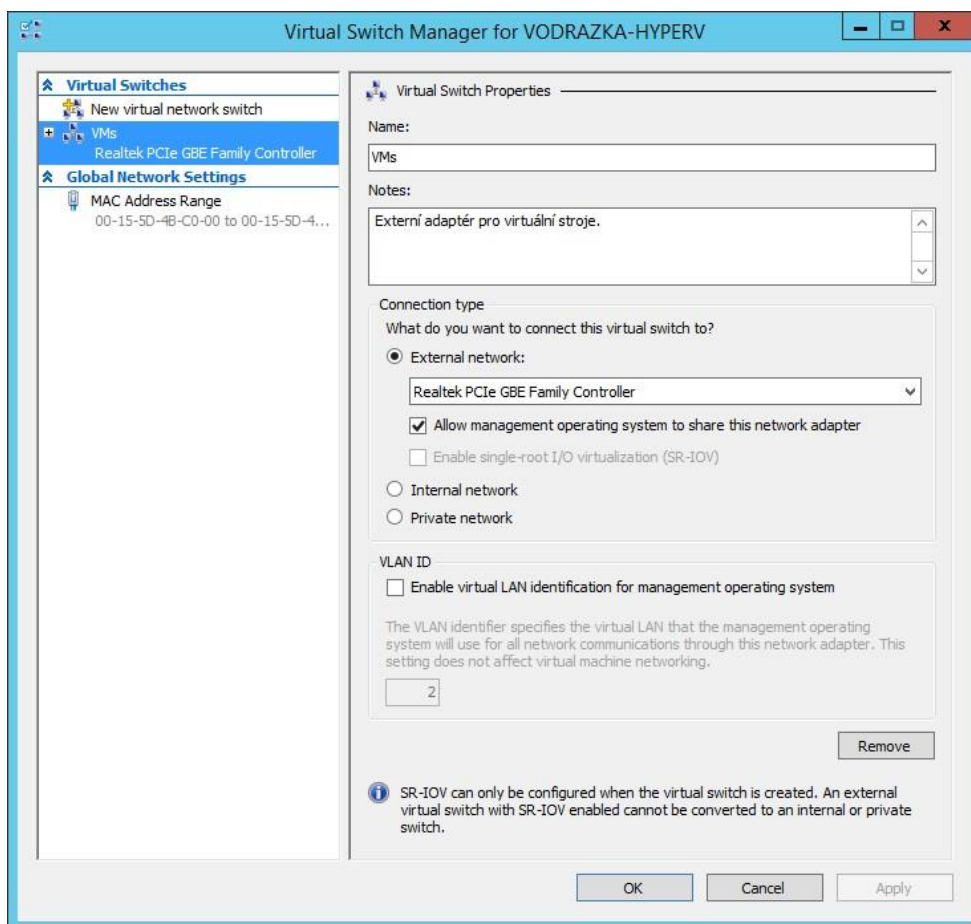 Virtual Switch Manager for VODRAZKA-HYPERV
Virtual Switches
New virtual network switch
VMs
Realtek PCIe GBE Family Controller
Global Network Settings
MAC Address Range
00-15-5D-4B-C0-00 to 00-15-5D-4...
Virtual Switch Properties
Name:
VMs
Notes:
Externí adaptér pro virtuální stroje.
Connection type
What do you want to connect this virtual switch to?
External network:
Realtek PCIe GBE Family Controller
Allow management operating system to share this network adapter
Enable single-root I/O virtualization (SR-IOV)
Internal network
Private network
VLAN ID
Enable virtual LAN identification for management operating system
The VLAN identifier specifies the virtual LAN that the management operating
system will use for all network communications through this network adapter. This
setting does not affect virtual machine networking.
2
Remove
SR-IOV can only be configured when the virtual switch is created. An external
virtual switch with SR-IOV enabled cannot be converted to an internal or private
switch.
OK
Cancel
Apply